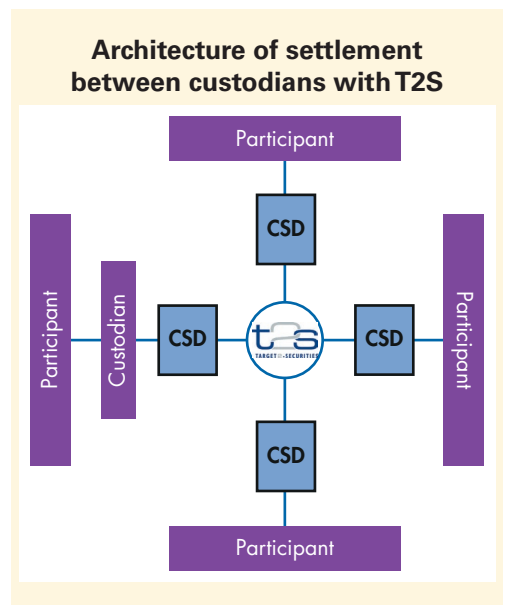 Architecture of settlement
between custodians with T2S
Participant
CSD
Participant
Custodian
CSD
t2s
TARGET2-SECURITIES
CSD
Participant
CSD
Participant